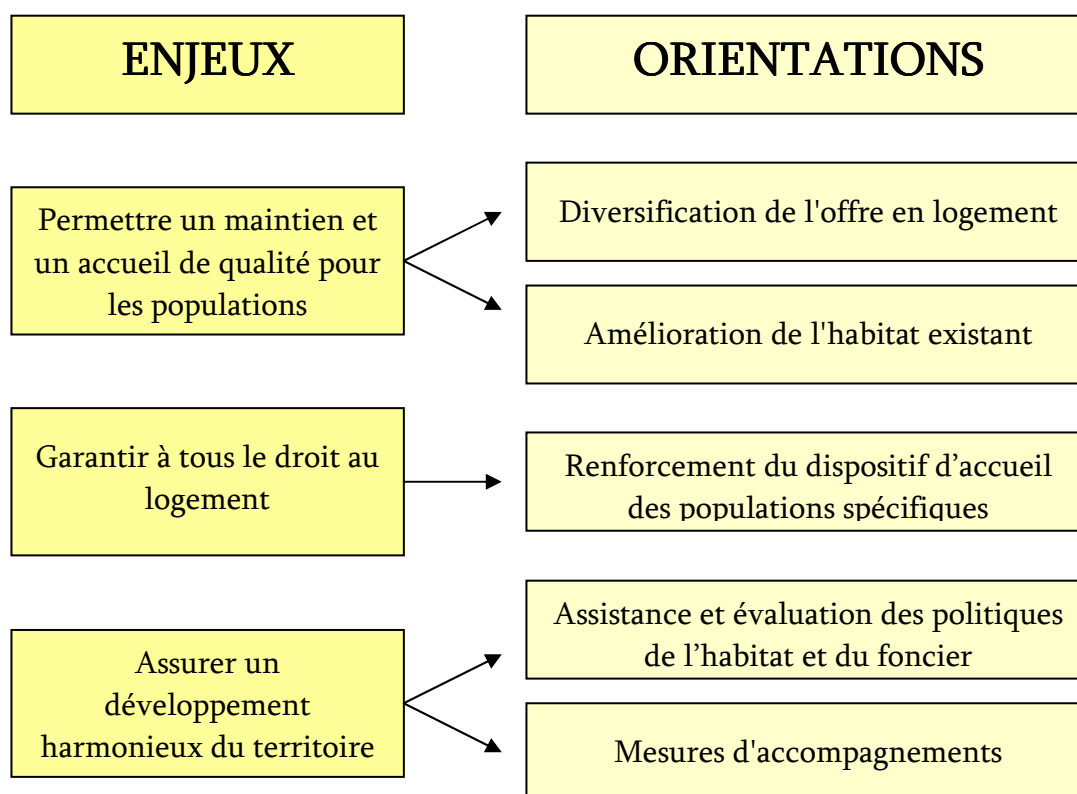 ENJEUX
ORIENTATIONS
Permettre un maintien et
un accueil de qualité pour
les populations
Diversification de l'offre en logement
Amélioration de l'habitat existant
Garantir à tous le droit au
logement
Renforcement du dispositif d’accueil
des populations spécifiques
Assurer un
développement
harmonieux du territoire
Assistance et évaluation des politiques
de l’habitat et du foncier
Mesures d'accompagnements